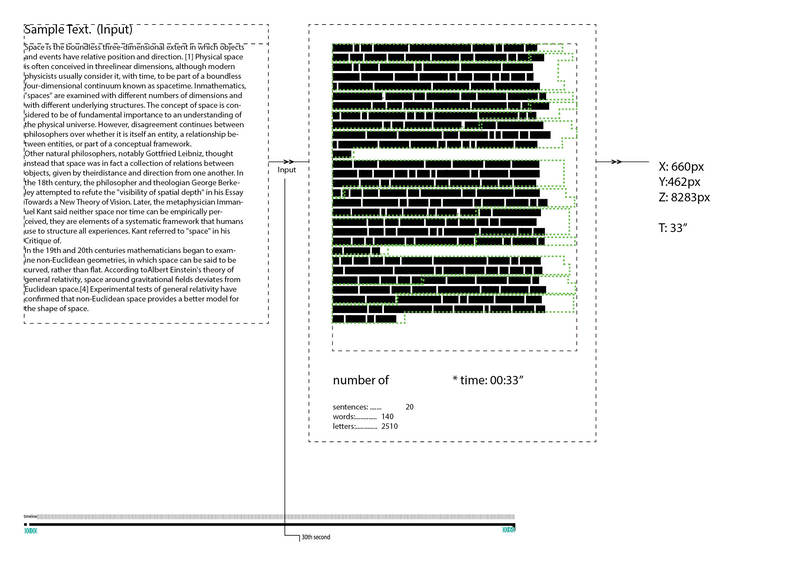 Sample Text. (Input)
Space is the boundless three-dimensional extent in which objects
and events have relative position and direction. [1] Physical space
is often conceived in threelinear dimensions, although modern
physicists usually consider it, with time, to be part of a boundless
four-dimensional continuum known as spacetime. Inmathematics,
"spaces" are examined with different numbers of dimensions and
with different underlying structures. The concept of space is con-
sidered to be of fundamental importance to an understanding of
the physical universe. However, disagreement continues between
philosophers over whether it is itself an entity, a relationship be-
tween entities, or part of a conceptual framework.
Other natural philosophers, notably Gottfried Leibniz, thought
instead that space was in fact a collection of relations between
objects, given by theirdistance and direction from one another. In
the 18th century, the philosopher and theologian George Berke-
ley attempted to refute the "visibility of spatial depth" in his Essay
Towards a New Theory of Vision. Later, the metaphysician Imman-
uel Kant said neither space nor time can be empirically per-
ceived, they are elements of a systematic framework that humans
use to structure all experiences. Kant referred to "space" in his
Critique of.
In the 19th and 20th centuries mathematicians began to exam-
ine non-Euclidean geometries, in which space can be said to be
curved, rather than flat. According toAlbert Einstein's theory of
general relativity, space around gravitational fields deviates from
Euclidean space.[4] Experimental tests of general relativity have
confirmed that non-Euclidean space provides a better model for
the shape of space.
Input
number of
* time: 00:33"
sentences: ...... 20
words:............ 140
letters:............ 2510
X: 660px
Y:462px
Z: 8283px
T: 33"
timeline
30th second